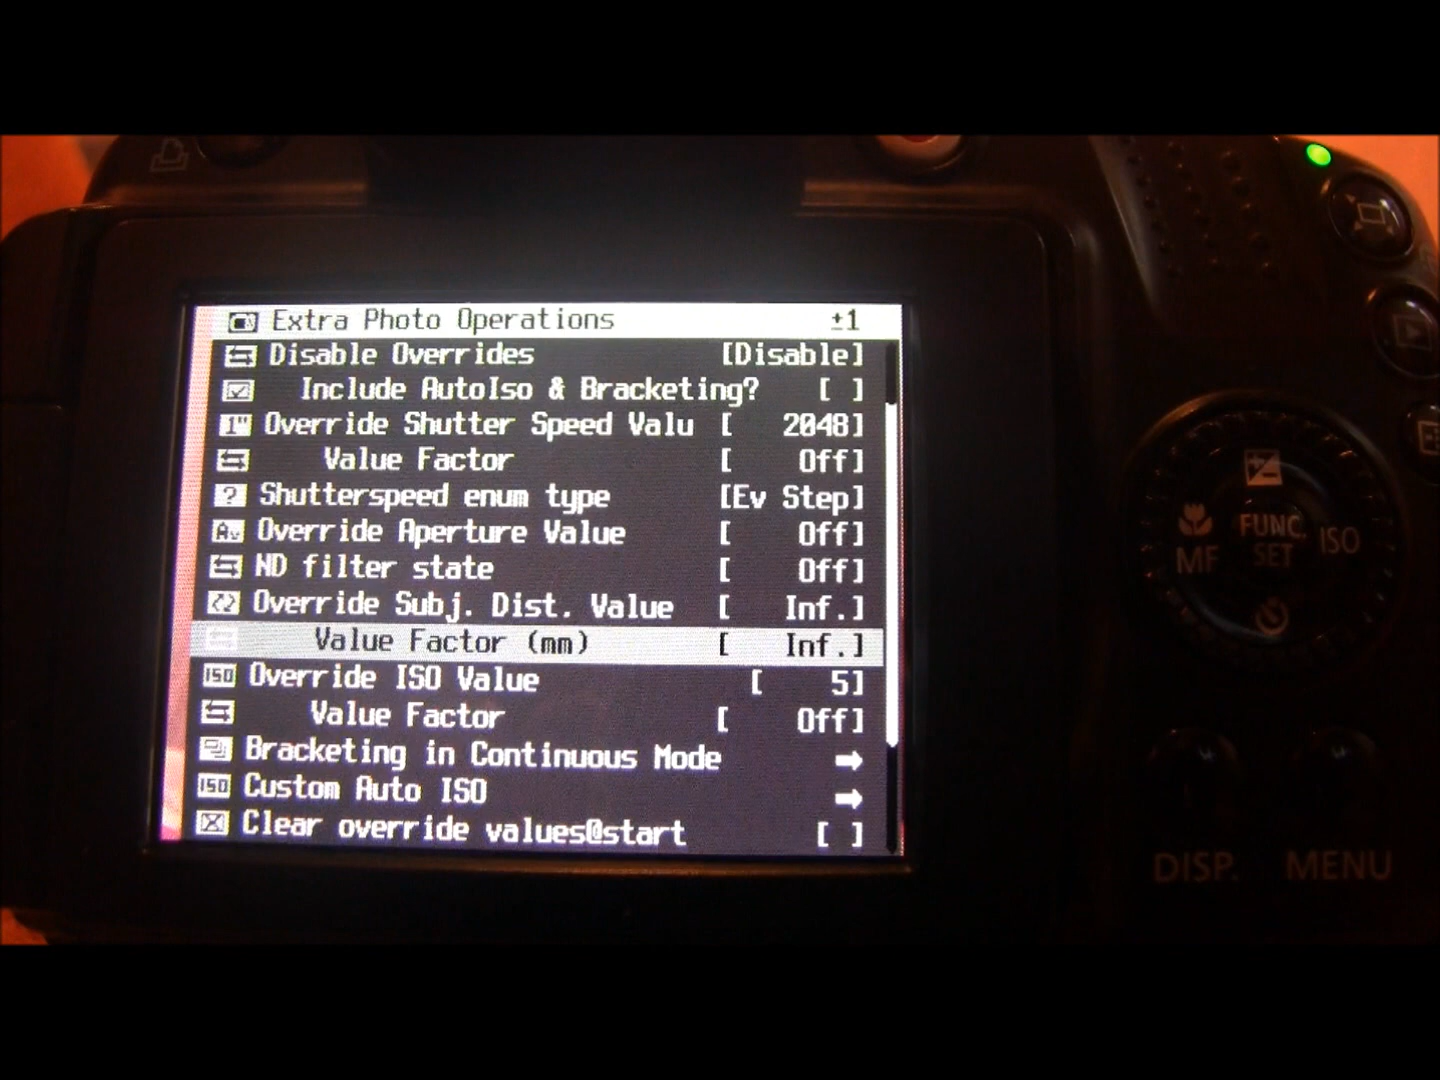 Extra Photo Operations ±1
Disable Overrides [Disable]
Include AutoIso & Bracketing? [ ]
Override Shutter Speed Valu [ 2048]
Value Factor [ Off]
Shutterspeed enum type [Ev Step]
Override Aperture Value [ Off]
ND filter state [ Off]
Override Subj. Dist. Value [ Inf.]
Value Factor (mm) [ Inf.]
ISO Override ISO Value [ 5]
Value Factor [ Off]
Bracketing in Continuous Mode
ISO Custom Auto ISO
Clear override values@start [ ]
MF
FUNC.
SET
ISO
DISP.
MENU